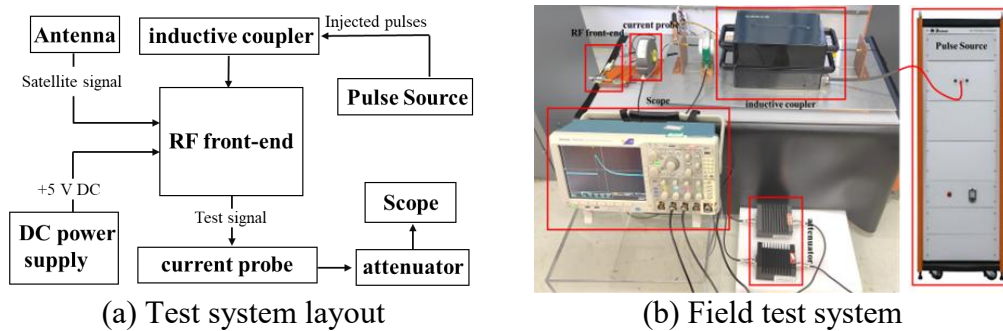 Antenna
inductive coupler
Injected pulses
Satellite signal
Pulse Source
RF front-end
+5 V DC
DC power
supply
Test signal
Scope
current probe
attenuator
(a) Test system layout
current probe
RF front-end
inductive coupler
Scope
attenuator
Pulse Source
(b) Field test system